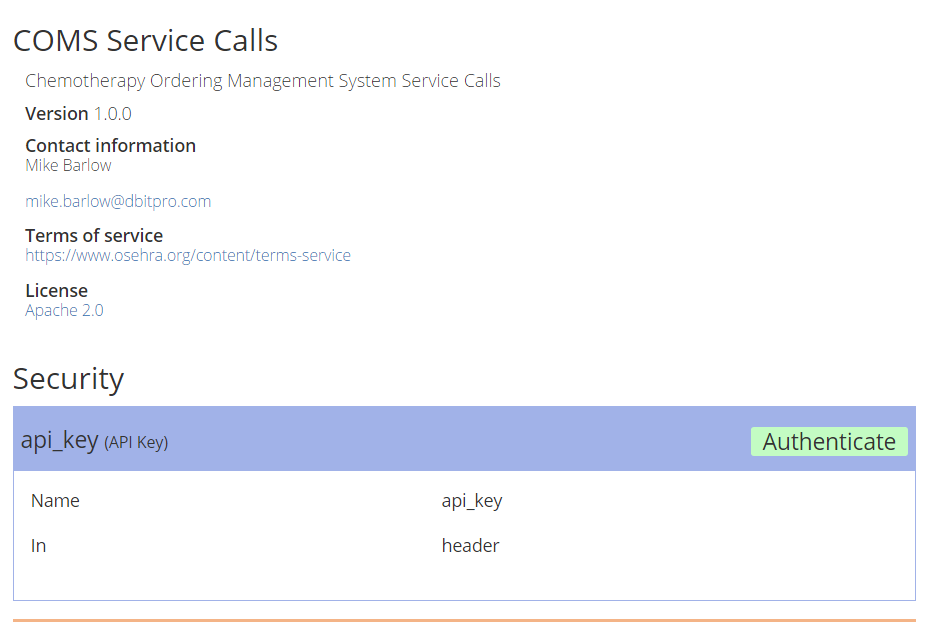 COMS Service Calls
Chemotherapy Ordering Management System Service Calls
Version 1.0.0
Contact information
Mike Barlow
mike.barlow@dbitpro.com
Terms of service
https://www.osehra.org/content/terms-service
License
Apache 2.0
Security
api_key (API Key) Authenticate
Name api_key
In header